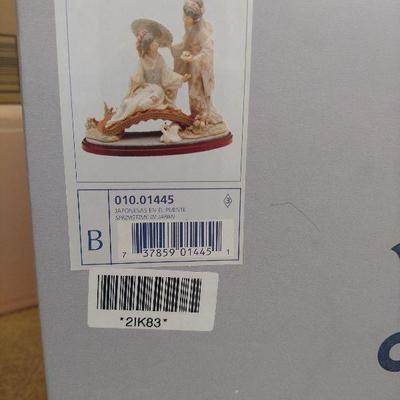 010.01445
JAPONESAS EN EL PUENTE
SPRINGTIME IN JAPAN
B
7 37859 01445 1
*2IK83*